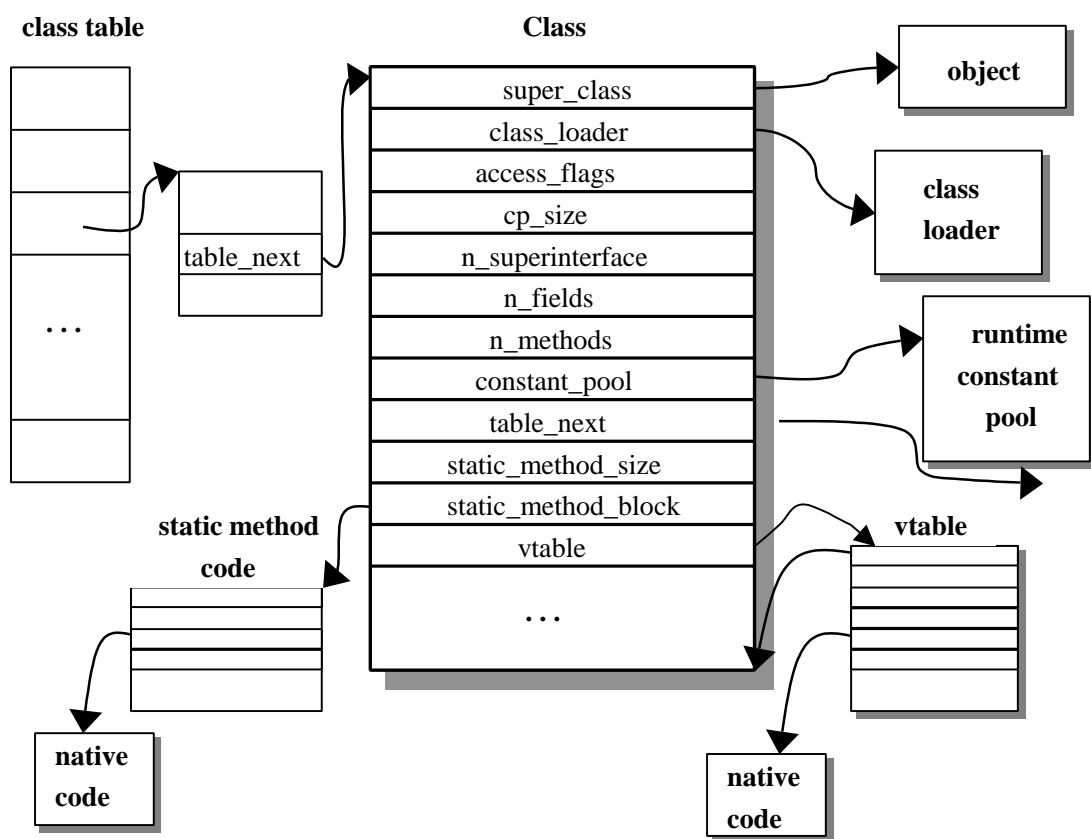 class table
Class
super_class
class_loader
access_flags
cp_size
n_superinterface
n_fields
n_methods
constant_pool
table_next
static_method_size
static_method_block
vtable
...
object
class
loader
runtime
constant
pool
table_next
...
static method
code
native
code
vtable
native
code